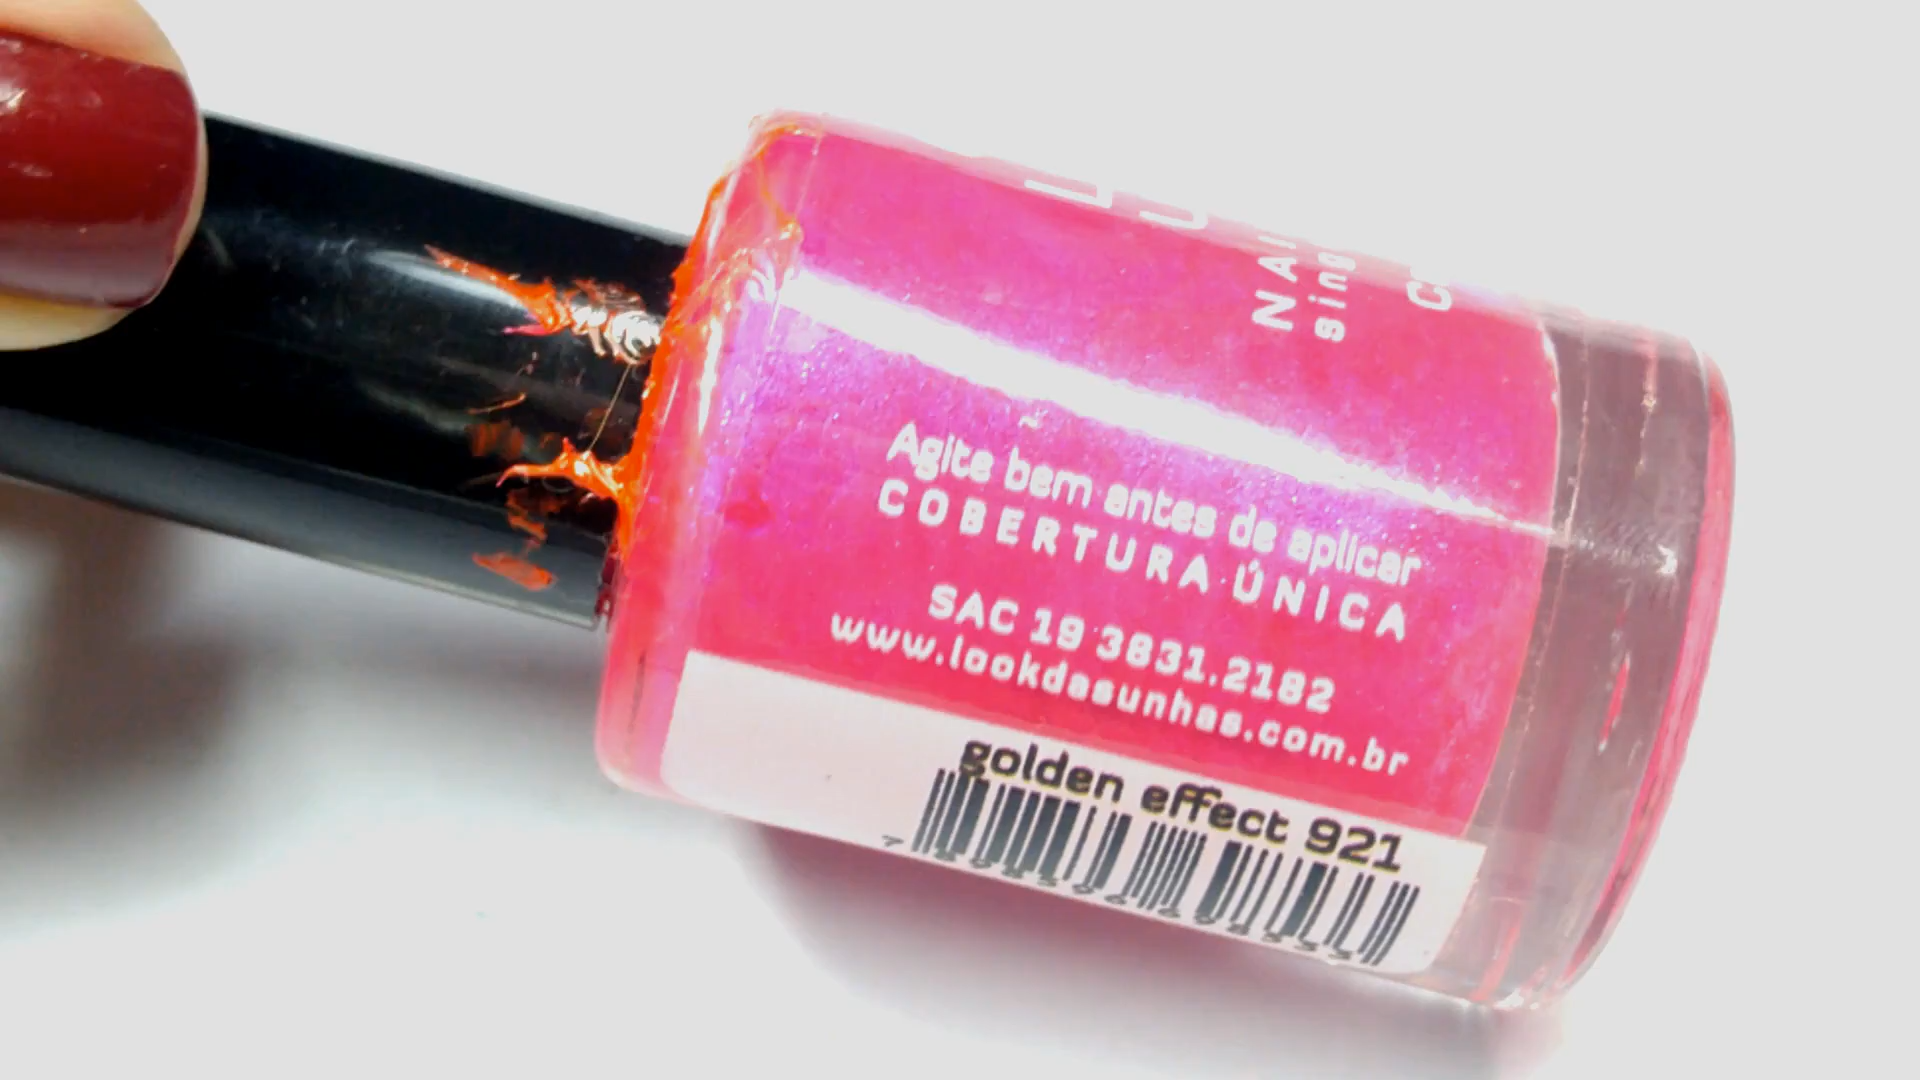 Agite bem antes de aplicar
COBERTURA ÚNICA
SAC 19 3831.2182
www.lookdasunhas.com.br
golden effect 921